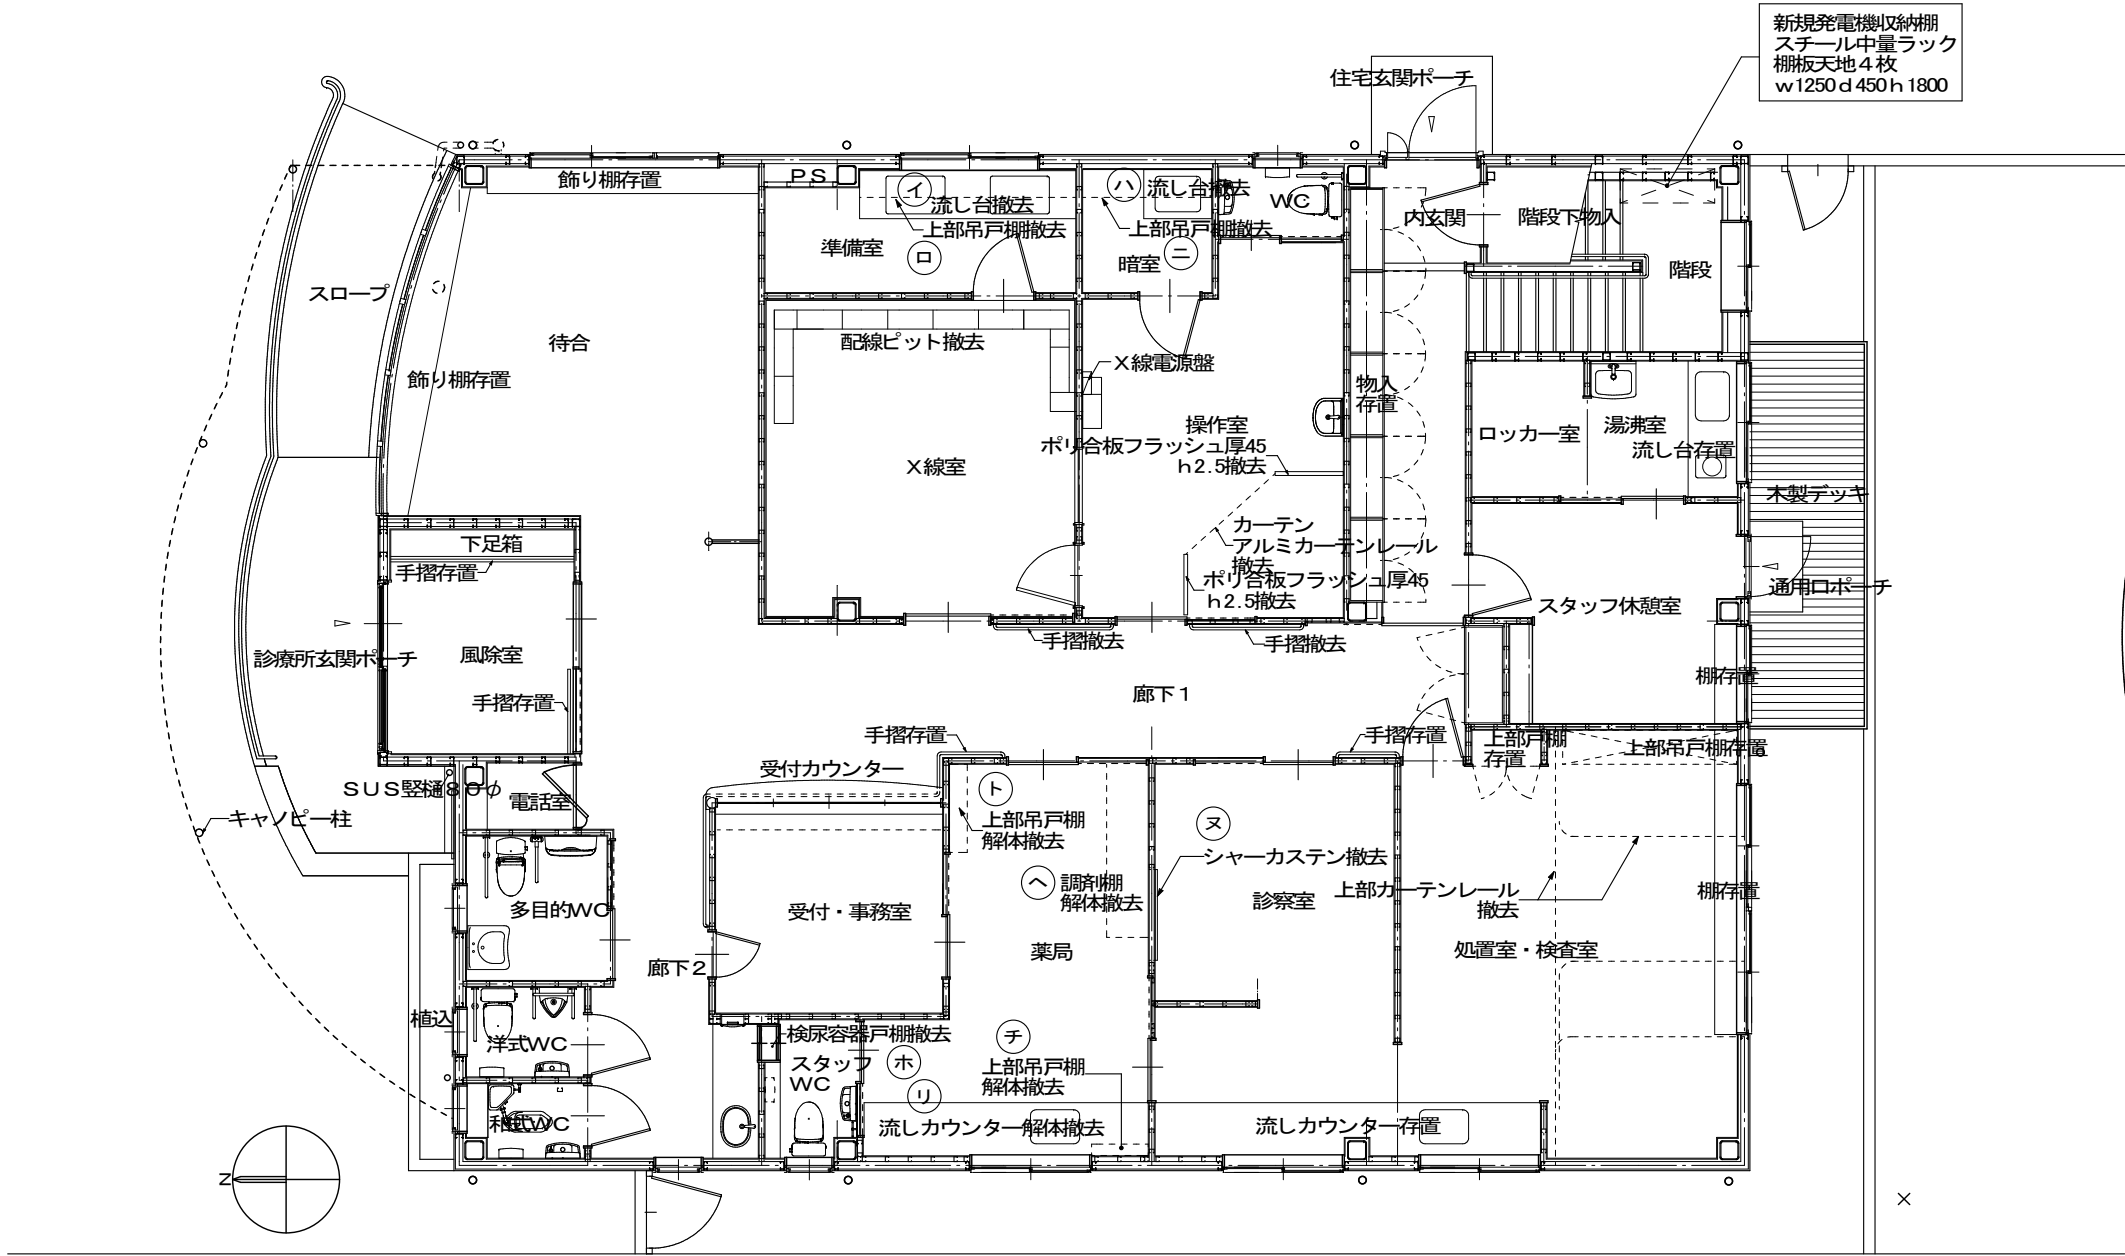 新規発電機収納棚
スチール中量ラック
棚板天地４枚
w1250ｄ450ｈ1800
住宅玄関ポーチ
飾り棚存置
ＰＳ
イ
流し台撤去
上部吊戸棚撤去
準備室
ロ
ハ
流し台撤去
上部吊戸棚撤去
暗室
ニ
ＷＣ
内玄関
階段下物入
階段
スロープ
待合
飾り棚存置
配線ピット撤去
Ｘ線電源盤
Ｘ線室
操作室
ポリ合板フラッシュ厚45
ｈ2.5撤去
物入
存置
ロッカー室
湯沸室
流し台存置
木製デッキ
カーテン
アルミカーテンレール
撤去
ポリ合板フラッシュ厚45
ｈ2.5撤去
下足箱
手摺存置
スタッフ休憩室
通用口ポーチ
診療所玄関ポーチ
風除室
手摺存置
手摺撤去
手摺撤去
棚存置
廊下１
手摺存置
手摺存置
上部戸棚
存置
上部吊戸棚存置
受付カウンター
ＳＵＳ竪樋８０φ
電話室
キャノピー柱
ト
上部吊戸棚
解体撤去
ヌ
シャーカステン撤去
ヘ
調剤棚
解体撤去
診察室
上部カーテンレール
撤去
棚存置
多目的ＷＣ
受付・事務室
薬局
処置室・検査室
廊下２
植込
洋式ＷＣ
検尿容器戸棚撤去
スタッフ
ＷＣ
ホ
チ
上部吊戸棚
解体撤去
リ
和式ＷＣ
流しカウンター解体撤去
流しカウンター存置
Z